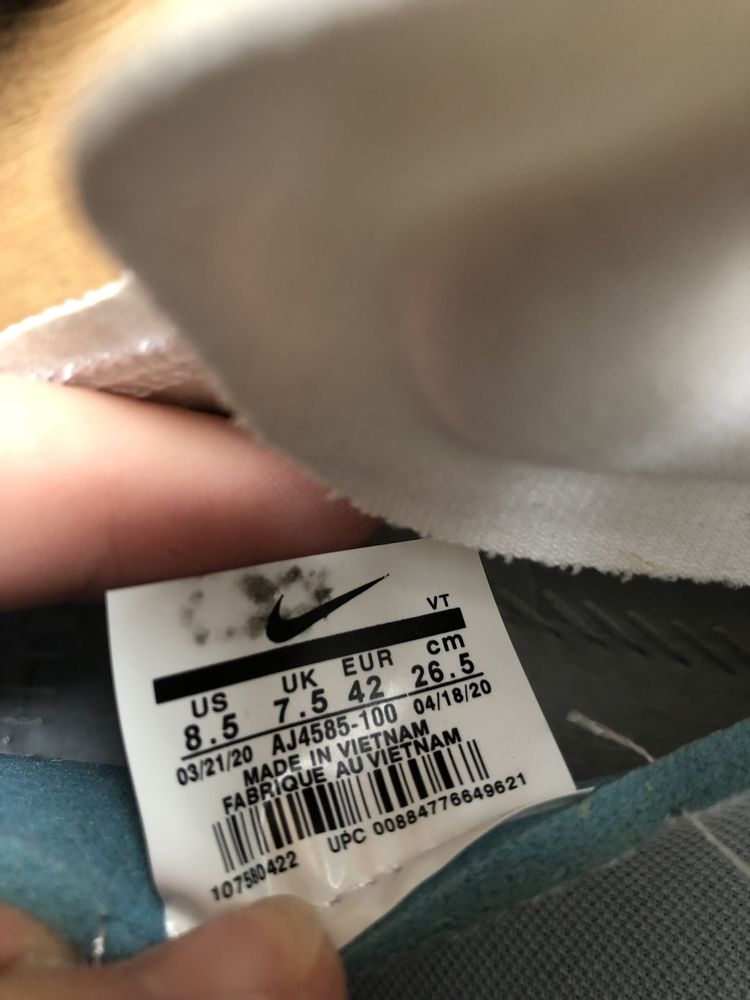 VT
US UK EUR cm
8.5 7.5 42 26.5
03/21/20 AJ4585-100 04/18/20
MADE IN VIETNAM
FABRIQUE AU VIETNAM
107580422 UPC 00884776649621